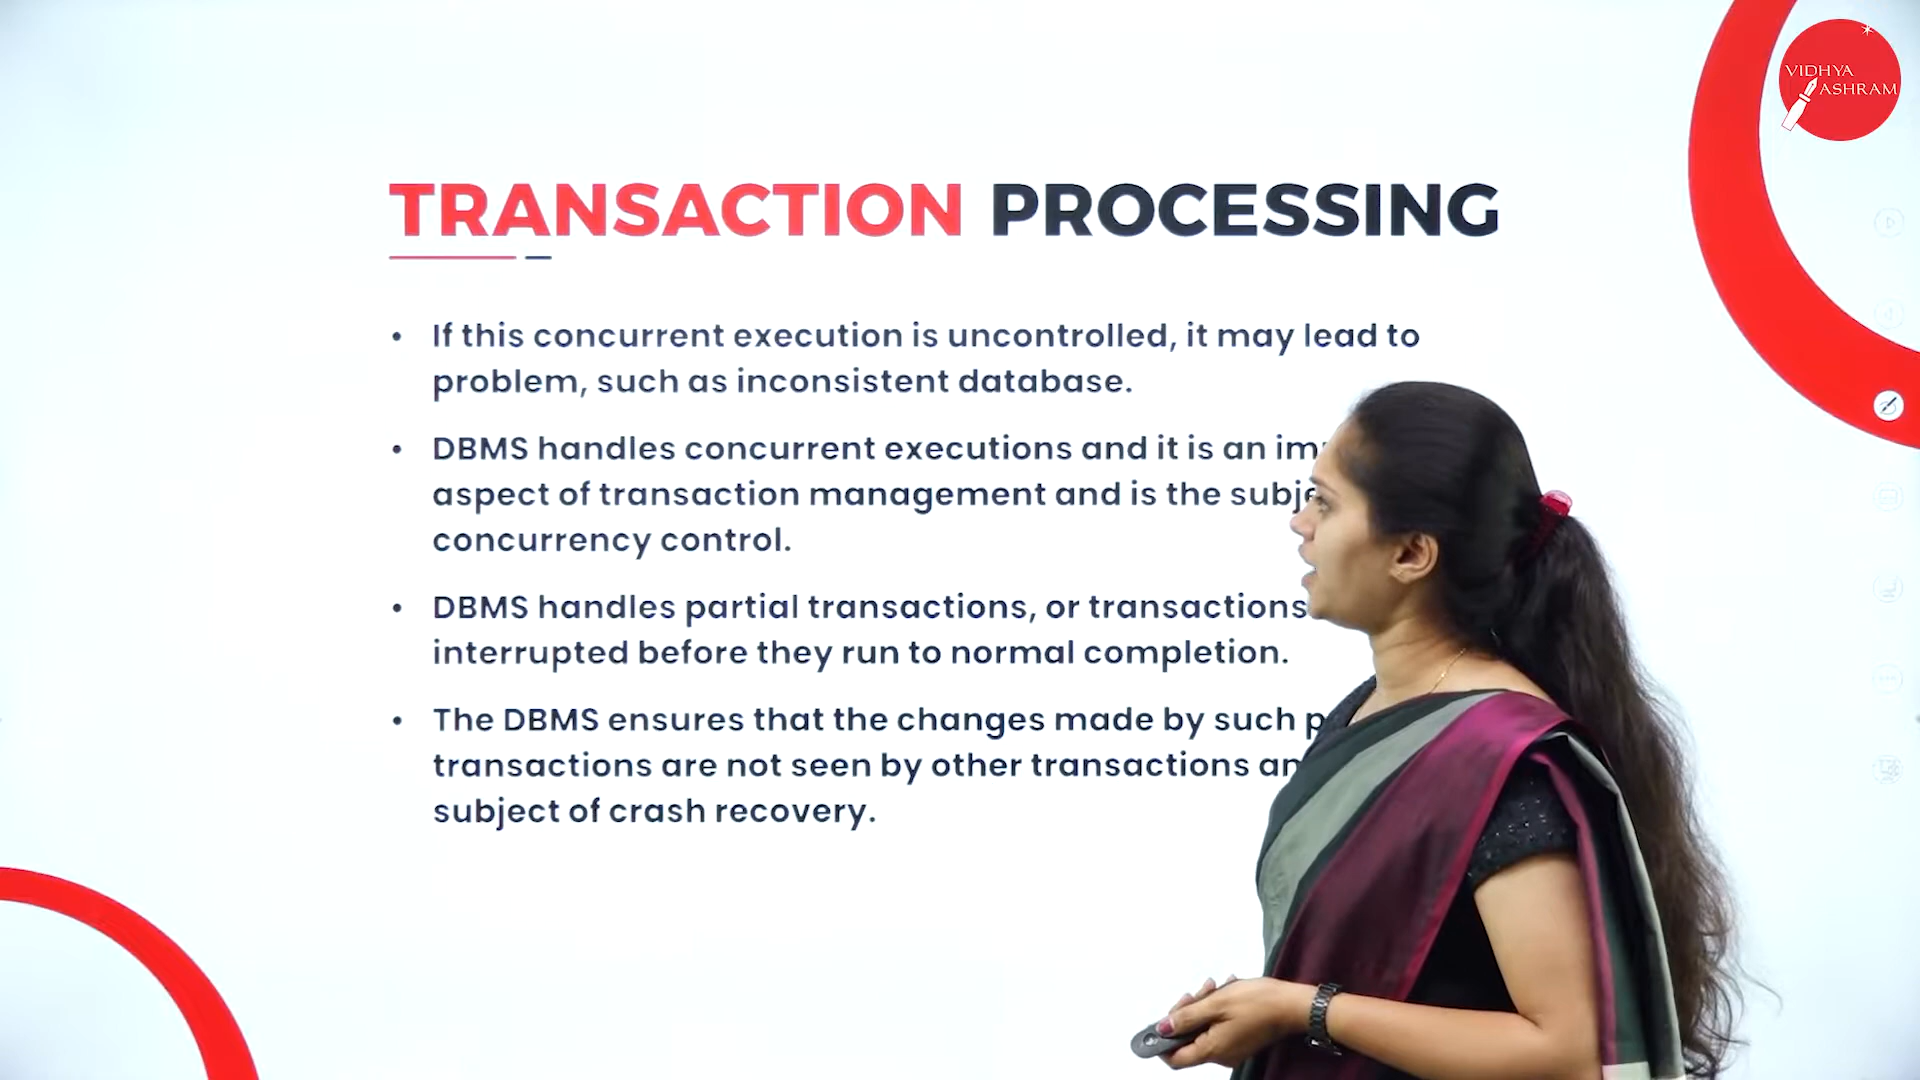 VIDHYA
ASHRAM
TRANSACTION PROCESSING
• If this concurrent execution is uncontrolled, it may lead to
problem, such as inconsistent database.
• DBMS handles concurrent executions and it is an
aspect of transaction management and is the
concurrency control.
• DBMS handles partial transactions, or transactions
interrupted before they run to normal completion.
• The DBMS ensures that the changes made by such
transactions are not seen by other transactions
subject of crash recovery.